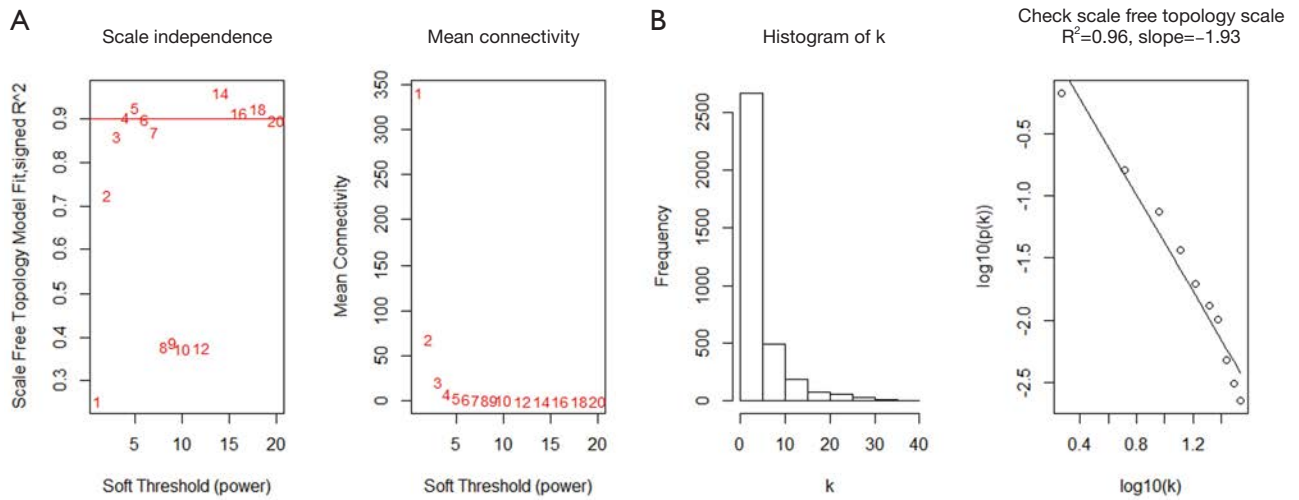 A
Scale independence
Scale Free Topology Model Fit,signed R^2
0.9
0.8
0.7
0.6
0.5
0.4
0.3
1
2
3
4
5
6
7
8
9
10
12
14
16
18
20
5 10 15 20
Soft Threshold (power)
Mean connectivity
Mean Connectivity
350
300
250
200
150
100
50
0
1
2
3
4
5
6
7
8
9
10
12
14
16
18
20
5 10 15 20
Soft Threshold (power)
B
Histogram of k
Frequency
2500
2000
1500
1000
500
0
0 10 20 30 40
k
Check scale free topology scale
R²=0.96, slope=−1.93
log10(p(k))
-0.5
-1.0
-1.5
-2.0
-2.5
0.4 0.8 1.2
log10(k)